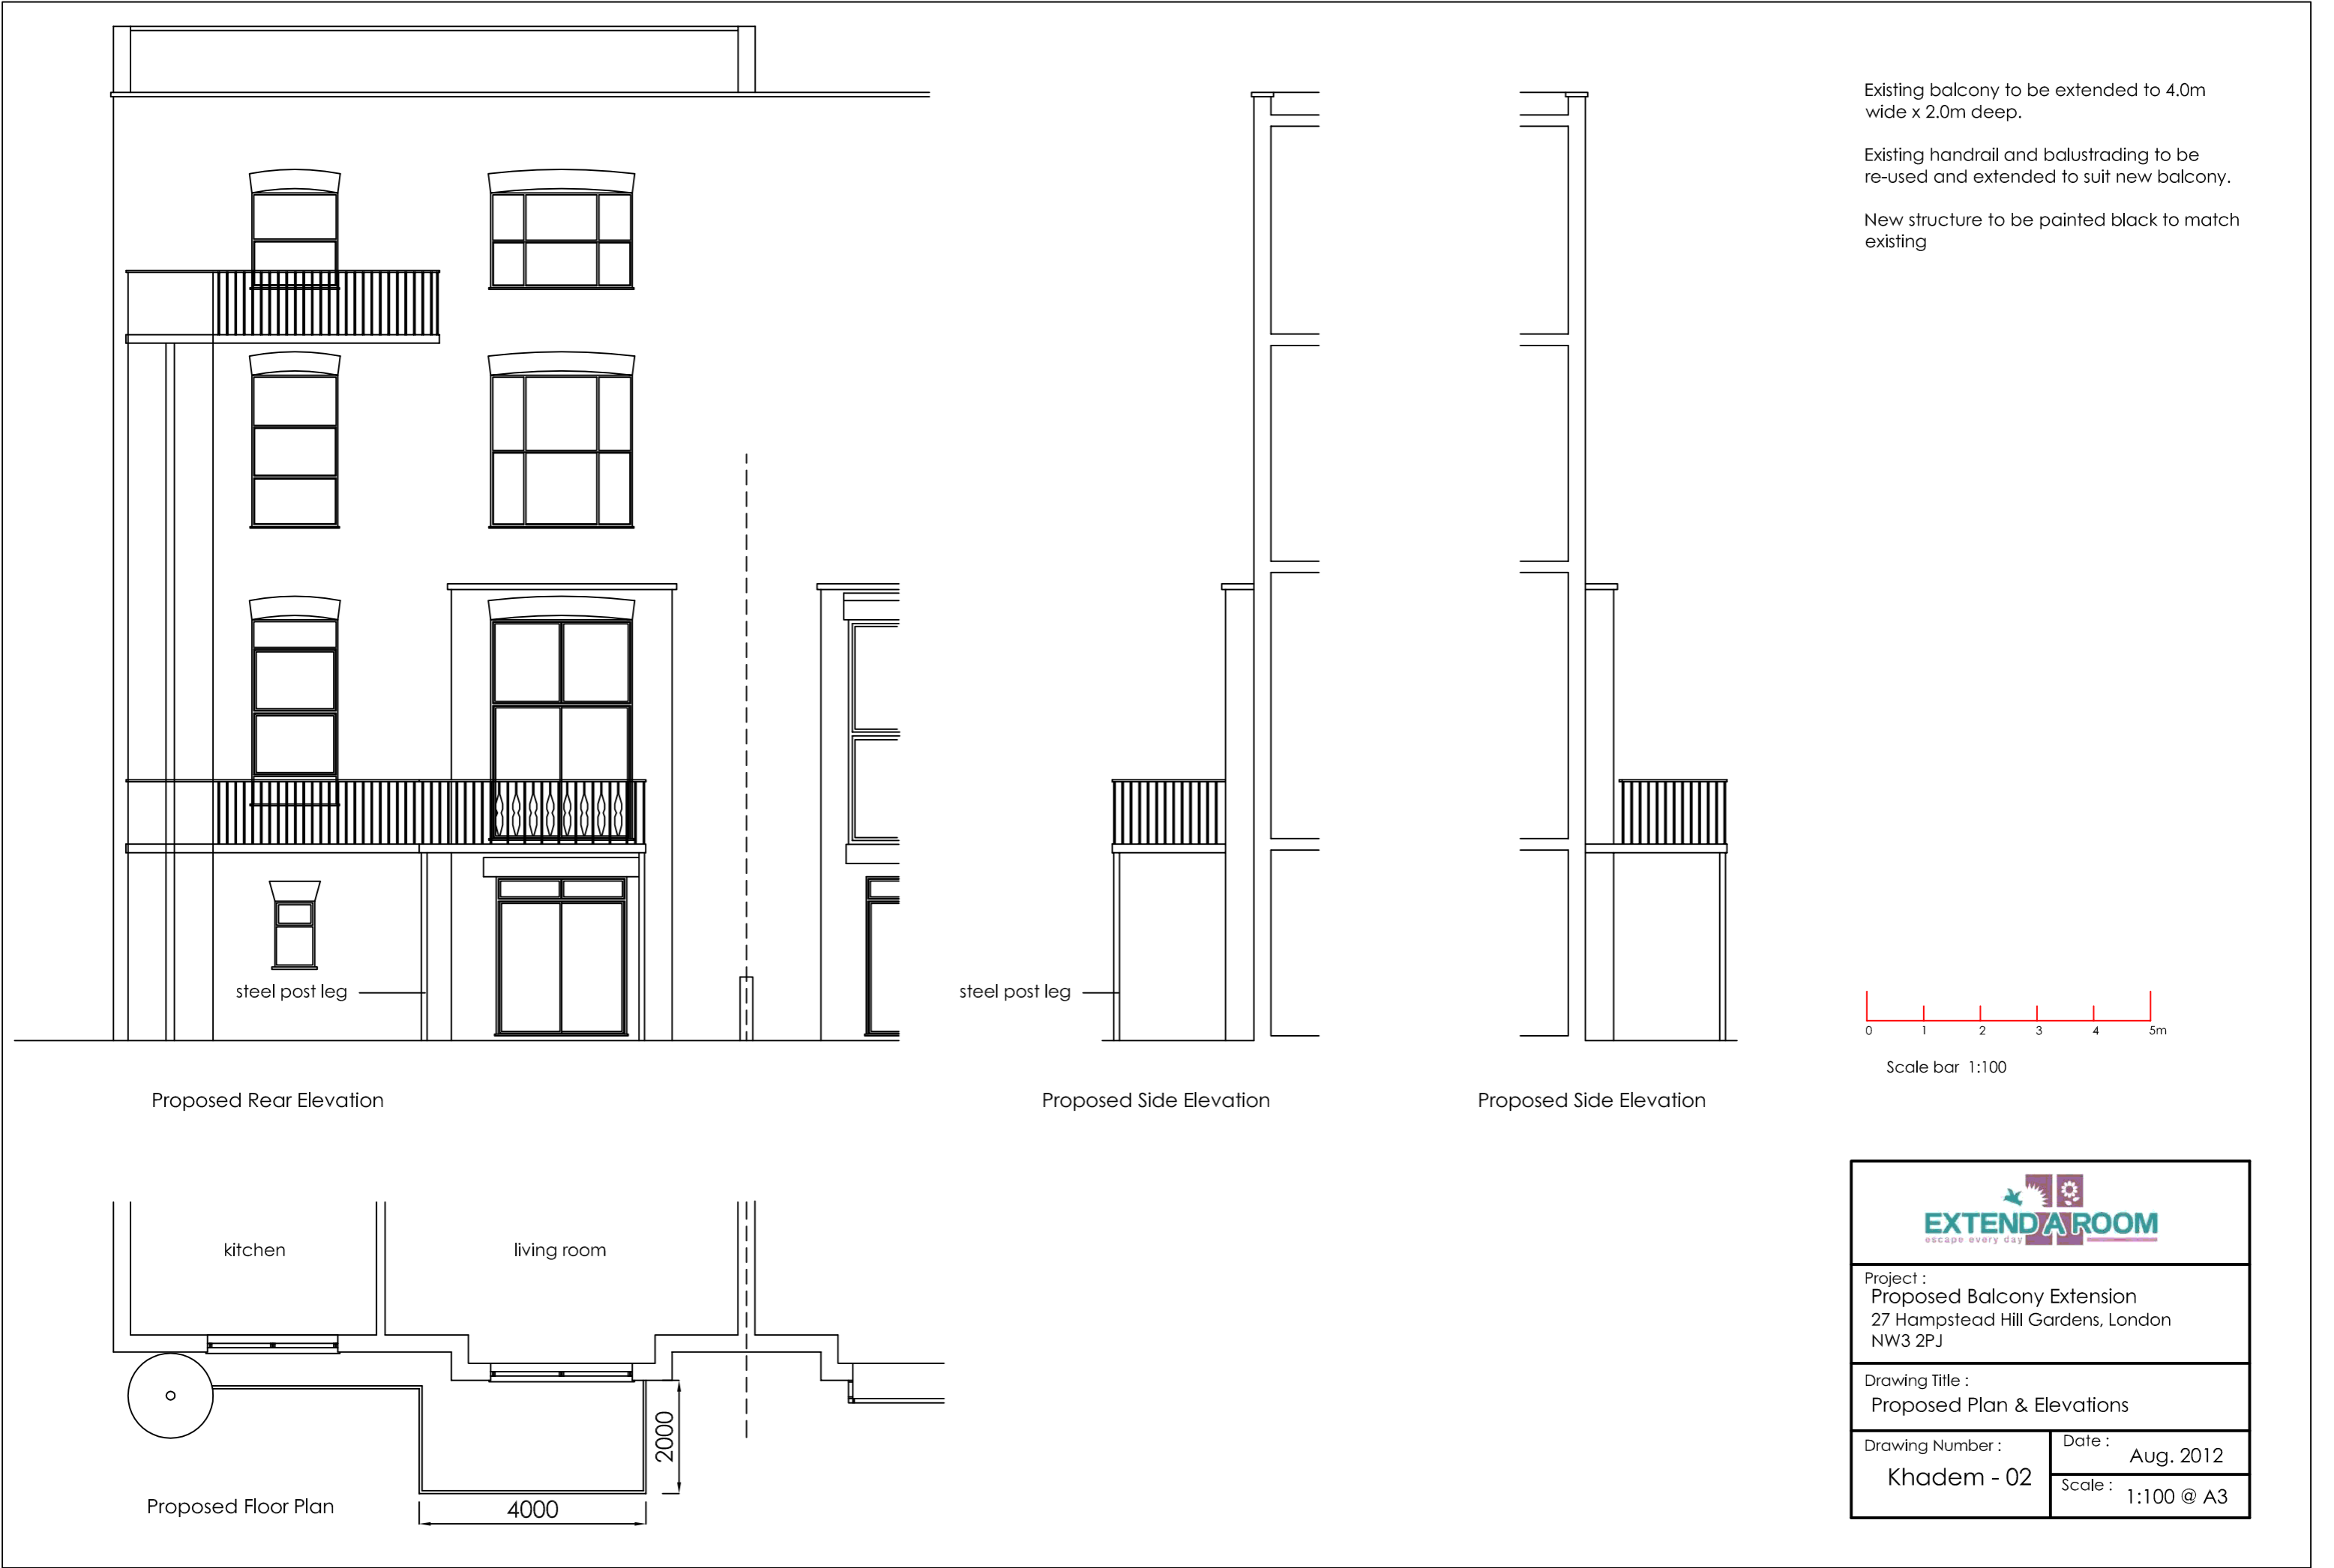 Existing balcony to be extended to 4.0m
wide x 2.0m deep.
Existing handrail and balustrading to be
re-used and extended to suit new balcony.
New structure to be painted black to match
existing
steel post leg
steel post leg
0 1 2 3 4 5m
Scale bar 1:100
Proposed Rear Elevation
Proposed Side Elevation
Proposed Side Elevation
kitchen
living room
2000
4000
Proposed Floor Plan
EXTEND A ROOM
escape every day
Project :
Proposed Balcony Extension
27 Hampstead Hill Gardens, London
NW3 2PJ
Drawing Title :
Proposed Plan & Elevations
Drawing Number :
Khadem - 02
Date :
Aug. 2012
Scale :
1:100 @ A3